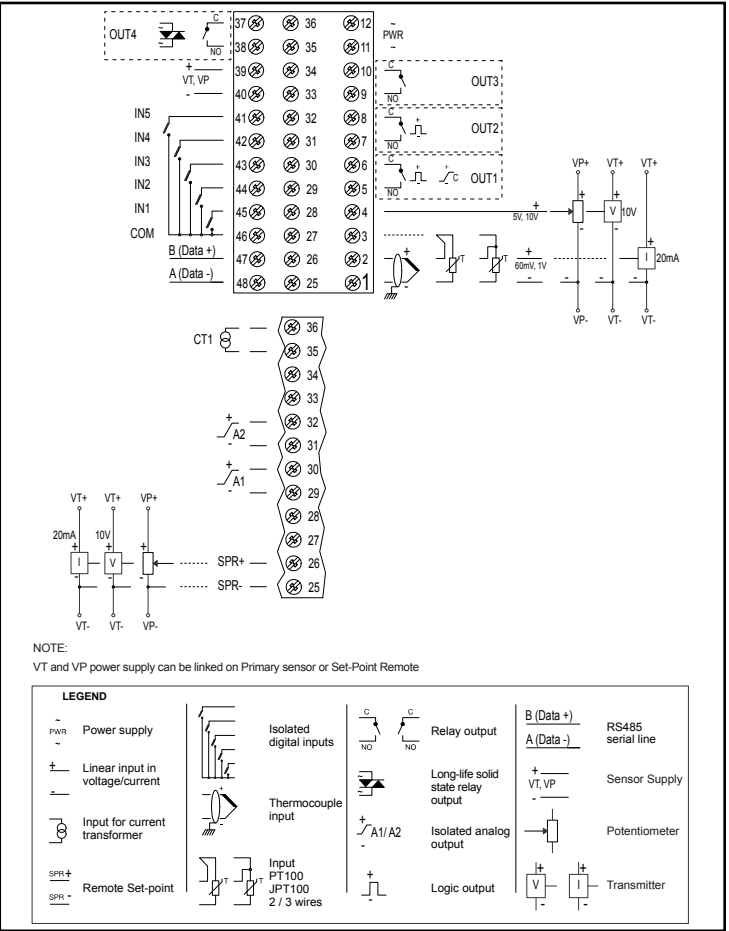 OUT4
C
NO
37 36 12
38 35 11
39 34 10
40 33 9
41 32 8
42 31 7
43 30 6
44 29 5
45 28 4
46 27 3
47 26 2
48 25 1
~
PWR
~
+
VT, VP
-
IN5
IN4
IN3
IN2
IN1
COM
B (Data +)
A (Data -)
C
NO
OUT3
C
NO
+
-
OUT2
C
NO
+
-
+
-
C
OUT1
+
5V, 10V
VP+ VT+ VT+
+
-
+
V
-
10V
+
I
-
20mA
+
T
T
+
60mV, 1V
-
-
-
-
VP- VT- VT-
CT1
36
35
34
33
32
31
30
29
28
27
26
25
+
A2
-
+
A1
-
VT+ VT+ VP+
20mA 10V
+ + +
I V
- - -
SPR+
SPR-
VT- VT- VP-
NOTE:
VT and VP power supply can be linked on Primary sensor or Set-Point Remote
LEGEND
~
PWR
~
Power supply
+
-
Linear input in
voltage/current
Input for current
transformer
SPR +
SPR -
Remote Set-point
Isolated
digital inputs
+
-
Thermocouple
input
T T
Input
PT100
JPT100
2 / 3 wires
C C
NO NO
Relay output
Long-life solid
state relay
output
+
A1/ A2
-
Isolated analog
output
+
-
Logic output
B (Data +)
A (Data -)
RS485
serial line
+
VT, VP
-
Sensor Supply
Potentiometer
+ +
V I
- -
Transmitter